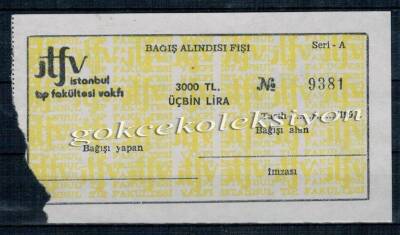 BAĞIŞ ALINDISI FİŞİ
Seri - A
itfv
istanbul
tıp fakültesi vakfı
3000 TL.
ÜÇBİN LİRA
№ 9381
Tarih
gokcekoleksiyon
Bağışı alan
Bağışı yapan
İmzası